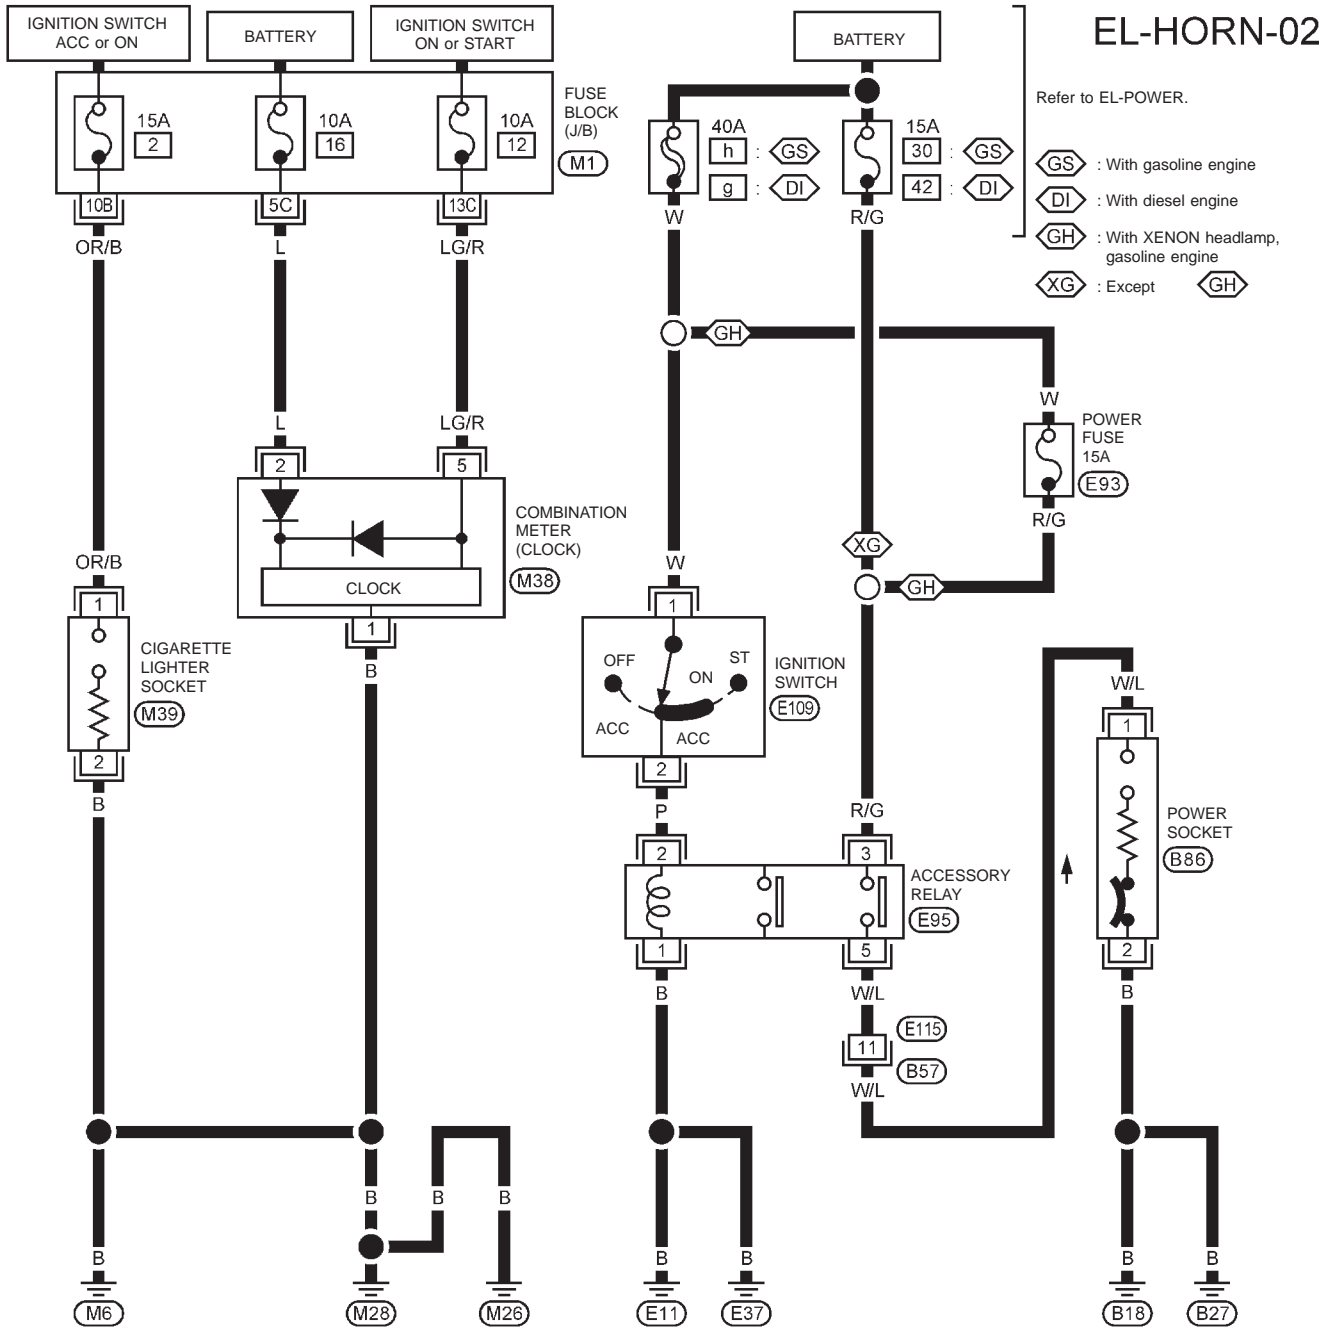 IGNITION SWITCH
ACC or ON
BATTERY
IGNITION SWITCH
ON or START
BATTERY
EL-HORN-02
FUSE
BLOCK
(J/B)
M1
15A
2
10A
16
10A
12
40A
h : GS
g : DI
15A
30 : GS
42 : DI
Refer to EL-POWER.
GS : With gasoline engine
DI : With diesel engine
GH : With XENON headlamp,
gasoline engine
XG : Except GH
10B
5C
13C
W
R/G
OR/B
L
LG/R
GH
W
POWER
FUSE
15A
E93
R/G
L
LG/R
2
5
COMBINATION
METER
(CLOCK)
M38
CLOCK
1
B
XG
GH
OR/B
1
CIGARETTE
LIGHTER
SOCKET
M39
2
B
W
1
OFF
ON
ST
ACC
ACC
IGNITION
SWITCH
E109
2
P
R/G
2
3
ACCESSORY
RELAY
E95
1
5
B
W/L
11
E115
B57
W/L
W/L
1
POWER
SOCKET
B86
2
B
B
B
B
B
B
B
B
B
M6
M28
M26
E11
E37
B18
B27